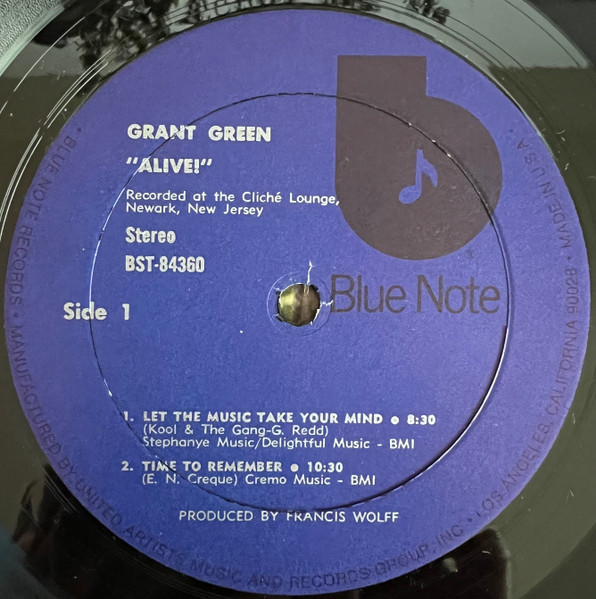 GRANT GREEN
"ALIVE!"
Recorded at the Cliché Lounge,
Newark, New Jersey
Stereo
BST-84360
Side 1
Blue Note
1. LET THE MUSIC TAKE YOUR MIND • 8:30
(Kool & The Gang-G. Redd)
Stephanye Music/Delightful Music - BMI
2. TIME TO REMEMBER • 10:30
(E. N. Creque) Cremo Music - BMI
PRODUCED BY FRANCIS WOLFF
• BLUE NOTE RECORDS • MANUFACTURED BY UNITED ARTISTS MUSIC AND RECORDS GROUP, INC. • LOS ANGELES, CALIFORNIA 90028 • MADE IN U.S.A.